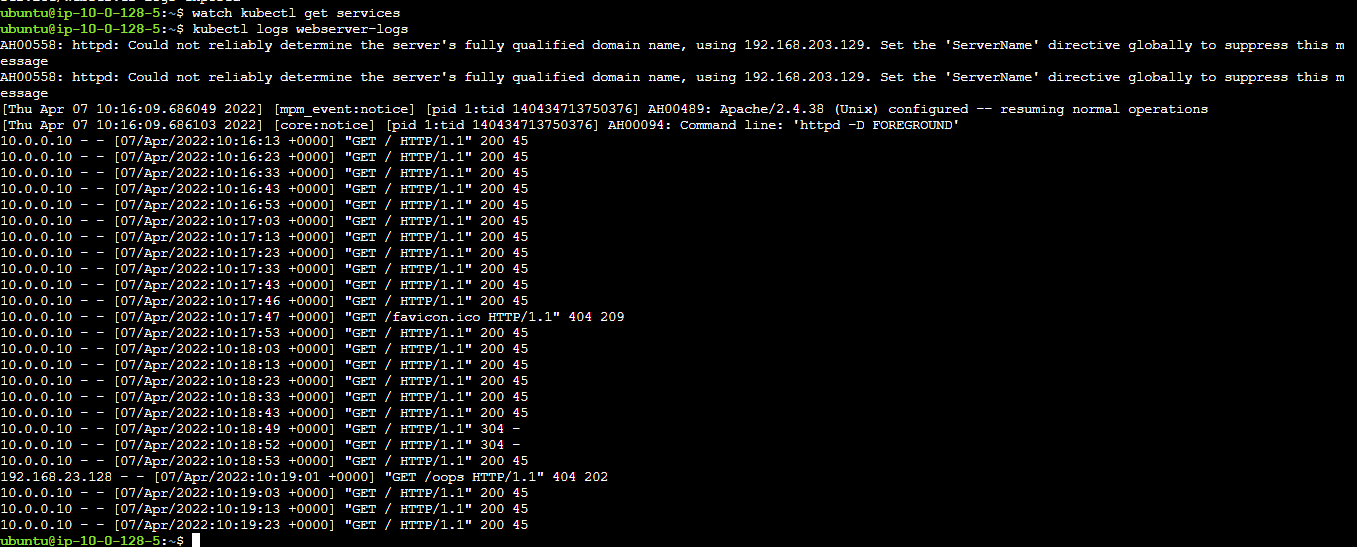 ubuntu@ip-10-0-128-5:~$ watch kubectl get services
ubuntu@ip-10-0-128-5:~$ kubectl logs webserver-logs
AH00558: httpd: Could not reliably determine the server's fully qualified domain name, using 192.168.203.129. Set the 'ServerName' directive globally to suppress this m
essage
AH00558: httpd: Could not reliably determine the server's fully qualified domain name, using 192.168.203.129. Set the 'ServerName' directive globally to suppress this m
essage
[Thu Apr 07 10:16:09.686049 2022] [mpm_event:notice] [pid 1:tid 140434713750376] AH00489: Apache/2.4.38 (Unix) configured -- resuming normal operations
[Thu Apr 07 10:16:09.686103 2022] [core:notice] [pid 1:tid 140434713750376] AH00094: Command line: 'httpd -D FOREGROUND'
10.0.0.10 - - [07/Apr/2022:10:16:13 +0000] "GET / HTTP/1.1" 200 45
10.0.0.10 - - [07/Apr/2022:10:16:23 +0000] "GET / HTTP/1.1" 200 45
10.0.0.10 - - [07/Apr/2022:10:16:33 +0000] "GET / HTTP/1.1" 200 45
10.0.0.10 - - [07/Apr/2022:10:16:43 +0000] "GET / HTTP/1.1" 200 45
10.0.0.10 - - [07/Apr/2022:10:16:53 +0000] "GET / HTTP/1.1" 200 45
10.0.0.10 - - [07/Apr/2022:10:17:03 +0000] "GET / HTTP/1.1" 200 45
10.0.0.10 - - [07/Apr/2022:10:17:13 +0000] "GET / HTTP/1.1" 200 45
10.0.0.10 - - [07/Apr/2022:10:17:23 +0000] "GET / HTTP/1.1" 200 45
10.0.0.10 - - [07/Apr/2022:10:17:33 +0000] "GET / HTTP/1.1" 200 45
10.0.0.10 - - [07/Apr/2022:10:17:43 +0000] "GET / HTTP/1.1" 200 45
10.0.0.10 - - [07/Apr/2022:10:17:46 +0000] "GET / HTTP/1.1" 200 45
10.0.0.10 - - [07/Apr/2022:10:17:47 +0000] "GET /favicon.ico HTTP/1.1" 404 209
10.0.0.10 - - [07/Apr/2022:10:17:53 +0000] "GET / HTTP/1.1" 200 45
10.0.0.10 - - [07/Apr/2022:10:18:03 +0000] "GET / HTTP/1.1" 200 45
10.0.0.10 - - [07/Apr/2022:10:18:13 +0000] "GET / HTTP/1.1" 200 45
10.0.0.10 - - [07/Apr/2022:10:18:23 +0000] "GET / HTTP/1.1" 200 45
10.0.0.10 - - [07/Apr/2022:10:18:33 +0000] "GET / HTTP/1.1" 200 45
10.0.0.10 - - [07/Apr/2022:10:18:43 +0000] "GET / HTTP/1.1" 200 45
10.0.0.10 - - [07/Apr/2022:10:18:49 +0000] "GET / HTTP/1.1" 304 -
10.0.0.10 - - [07/Apr/2022:10:18:52 +0000] "GET / HTTP/1.1" 304 -
10.0.0.10 - - [07/Apr/2022:10:18:53 +0000] "GET / HTTP/1.1" 200 45
192.168.23.128 - - [07/Apr/2022:10:19:01 +0000] "GET /oops HTTP/1.1" 404 202
10.0.0.10 - - [07/Apr/2022:10:19:03 +0000] "GET / HTTP/1.1" 200 45
10.0.0.10 - - [07/Apr/2022:10:19:13 +0000] "GET / HTTP/1.1" 200 45
10.0.0.10 - - [07/Apr/2022:10:19:23 +0000] "GET / HTTP/1.1" 200 45
ubuntu@ip-10-0-128-5:~$